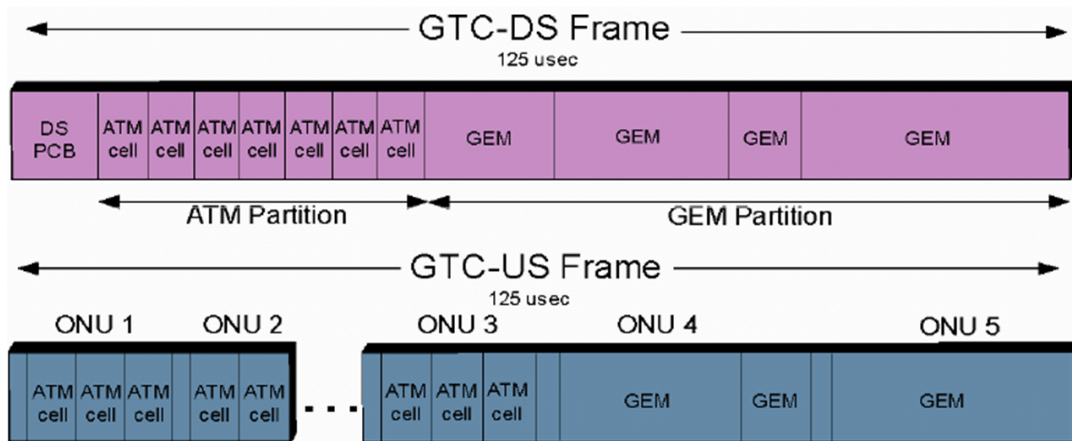 GTC-DS Frame
125 usec
DS PCB ATM cell ATM cell ATM cell ATM cell ATM cell ATM cell ATM cell GEM GEM GEM GEM
ATM Partition GEM Partition
GTC-US Frame
125 usec
ONU 1 ONU 2 ONU 3 ONU 4 ONU 5
ATM cell ATM cell ATM cell ATM cell ATM cell ATM cell ATM cell ATM cell GEM GEM GEM